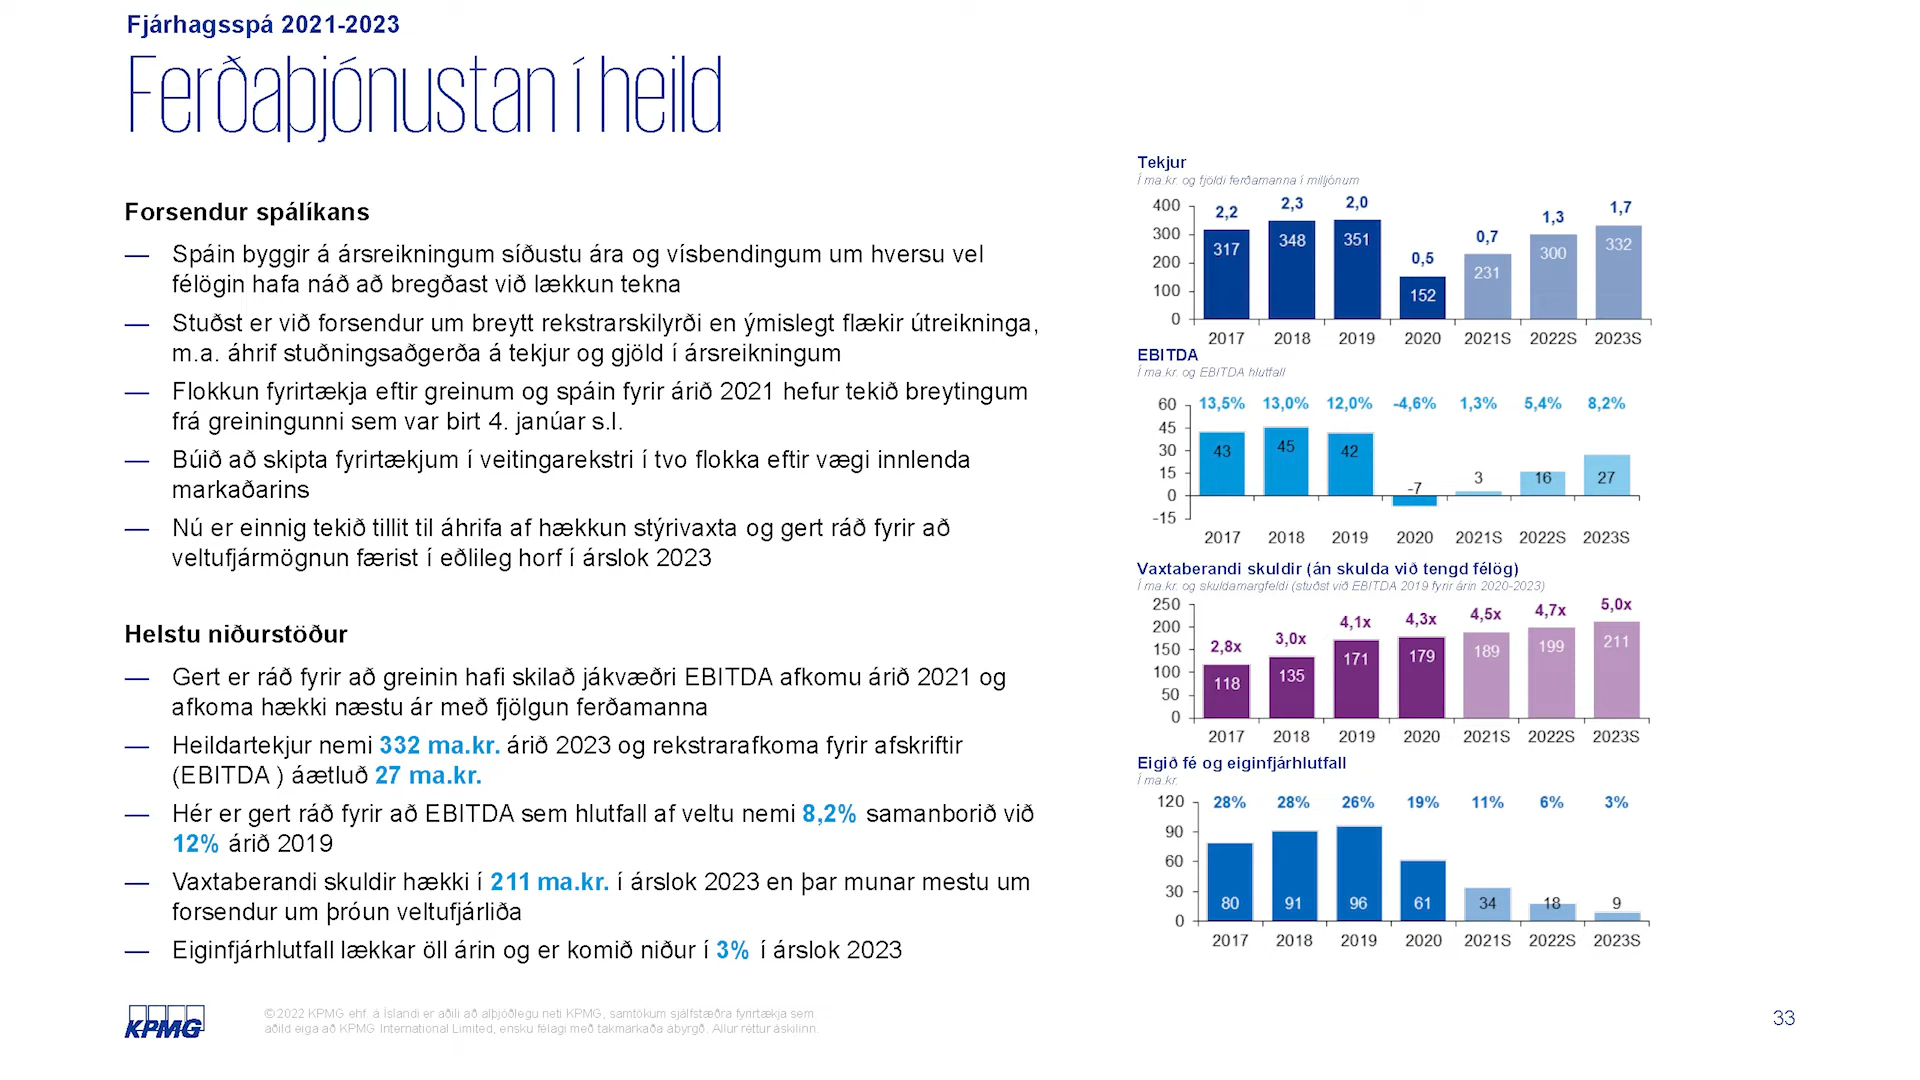 Fjárhagsspá 2021-2023
Ferðaþjónustan í heild
Forsendur spálíkans
— Spáin byggir á ársreikningum síðustu ára og vísbendingum um hversu vel
félögin hafa náð að bregðast við lækkun tekna
— Stuðst er við forsendur um breytt rekstrarskilyrði en ýmislegt flækir útreikninga,
m.a. áhrif stuðningsaðgerða á tekjur og gjöld í ársreikningum
— Flokkun fyrirtækja eftir greinum og spáin fyrir árið 2021 hefur tekið breytingum
frá greiningunni sem var birt 4. janúar s.l.
— Búið að skipta fyrirtækjum í veitingarekstri í tvo flokka eftir vægi innlenda
markaðarins
— Nú er einnig tekið tillit til áhrifa af hækkun stýrivaxta og gert ráð fyrir að
veltufjármögnun færist í eðlileg horf í árslok 2023
Helstu niðurstöður
— Gert er ráð fyrir að greinin hafi skilað jákvæðri EBITDA afkomu árið 2021 og
afkoma hækki næstu ár með fjölgun ferðamanna
— Heildartekjur nemi 332 ma.kr. árið 2023 og rekstrarafkoma fyrir afskriftir
(EBITDA ) áætluð 27 ma.kr.
— Hér er gert ráð fyrir að EBITDA sem hlutfall af veltu nemi 8,2% samanborið við
12% árið 2019
— Vaxtaberandi skuldir hækki í 211 ma.kr. í árslok 2023 en þar munar mestu um
forsendur um þróun veltufjárliða
— Eiginfjárhlutfall lækkar öll árin og er komið niður í 3% í árslok 2023
Tekjur
Í ma.kr. og fjöldi ferðamanna í milljónum
400
300
200
100
0
2,2 2,3 2,0 0,5 0,7 1,3 1,7
317 348 351 152 231 300 332
2017 2018 2019 2020 2021S 2022S 2023S
EBITDA
Í ma.kr. og EBITDA hlutfall
60
45
30
15
0
-15
13,5% 13,0% 12,0% -4,6% 1,3% 5,4% 8,2%
43 45 42 -7 3 16 27
2017 2018 2019 2020 2021S 2022S 2023S
Vaxtaberandi skuldir (án skulda við tengd félög)
Í ma.kr. og skuldamargfeldi (stuðst við EBITDA 2019 fyrir árin 2020-2023)
250
200
150
100
50
0
2,8x 3,0x 4,1x 4,3x 4,5x 4,7x 5,0x
118 135 171 179 189 199 211
2017 2018 2019 2020 2021S 2022S 2023S
Eigið fé og eiginfjárhlutfall
Í ma.kr.
120
90
60
30
0
28% 28% 26% 19% 11% 6% 3%
80 91 96 61 34 18 9
2017 2018 2019 2020 2021S 2022S 2023S
KPMG
© 2022 KPMG ehf. á Íslandi er aðili að alþjóðlegu neti KPMG, samtökum sjálfstæðra fyrirtækja sem
aðild eiga að KPMG International Limited, ensku félagi með takmarkaða ábyrgð. Allur réttur áskilinn.
33